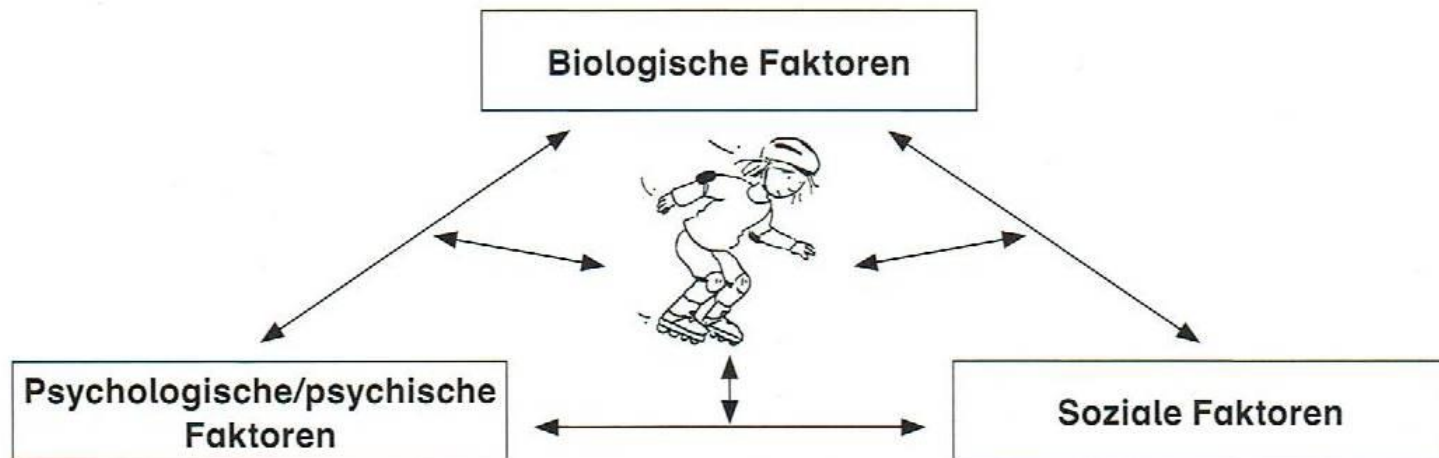 Biologische Faktoren
Psychologische/psychische
Faktoren
Soziale Faktoren